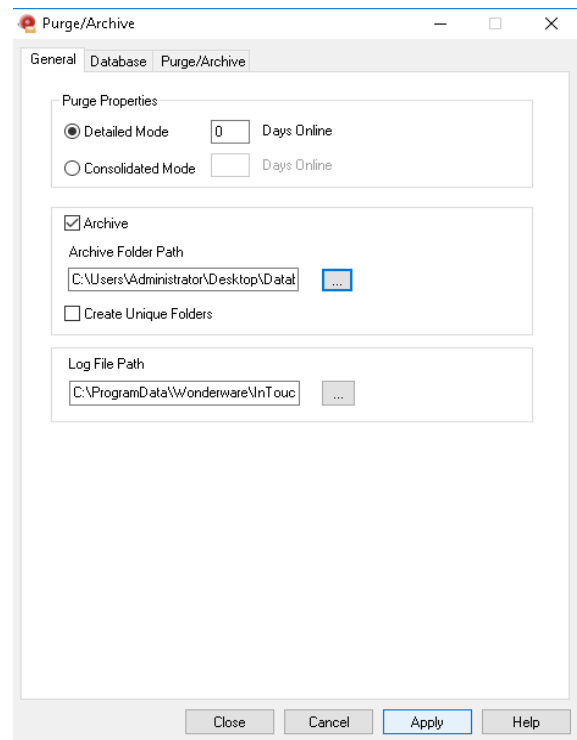 Purge/Archive
General Database Purge/Archive
Purge Properties
Detailed Mode 0 Days Online
Consolidated Mode Days Online
Archive
Archive Folder Path
C:\Users\Administrator\Desktop\Datal ...
Create Unique Folders
Log File Path
C:\ProgramData\Wonderware\InTouc ...
Close Cancel Apply Help